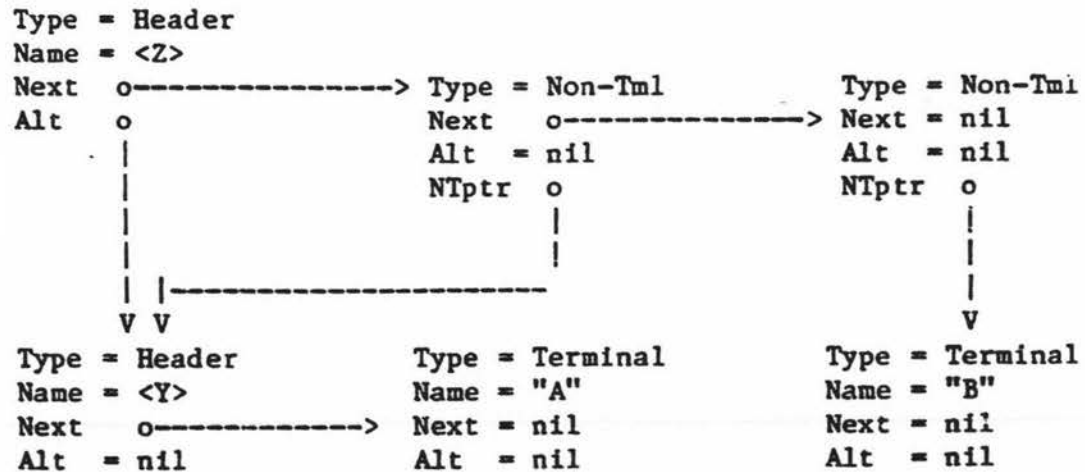 Type = Header
Name = <Z>
Next o----------------> Type = Non-Tml Type = Non-Tml
Alt o Next o---------------> Next = nil
| Alt = nil Alt = nil
| NTptr o NTptr o
| | |
| | |
| |----------------------- |
V V V
Type = Header Type = Terminal Type = Terminal
Name = <Y> Name = "A" Name = "B"
Next o-------------> Next = nil Next = nil
Alt = nil Alt = nil Alt = nil